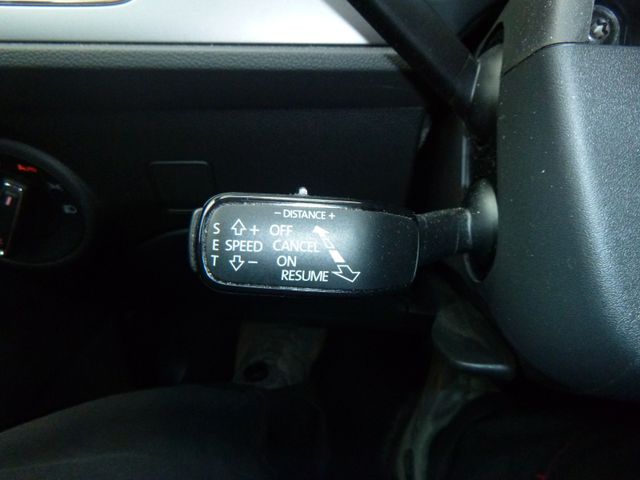 - DISTANCE +
S + OFF
E SPEED CANCEL
T - ON
RESUME